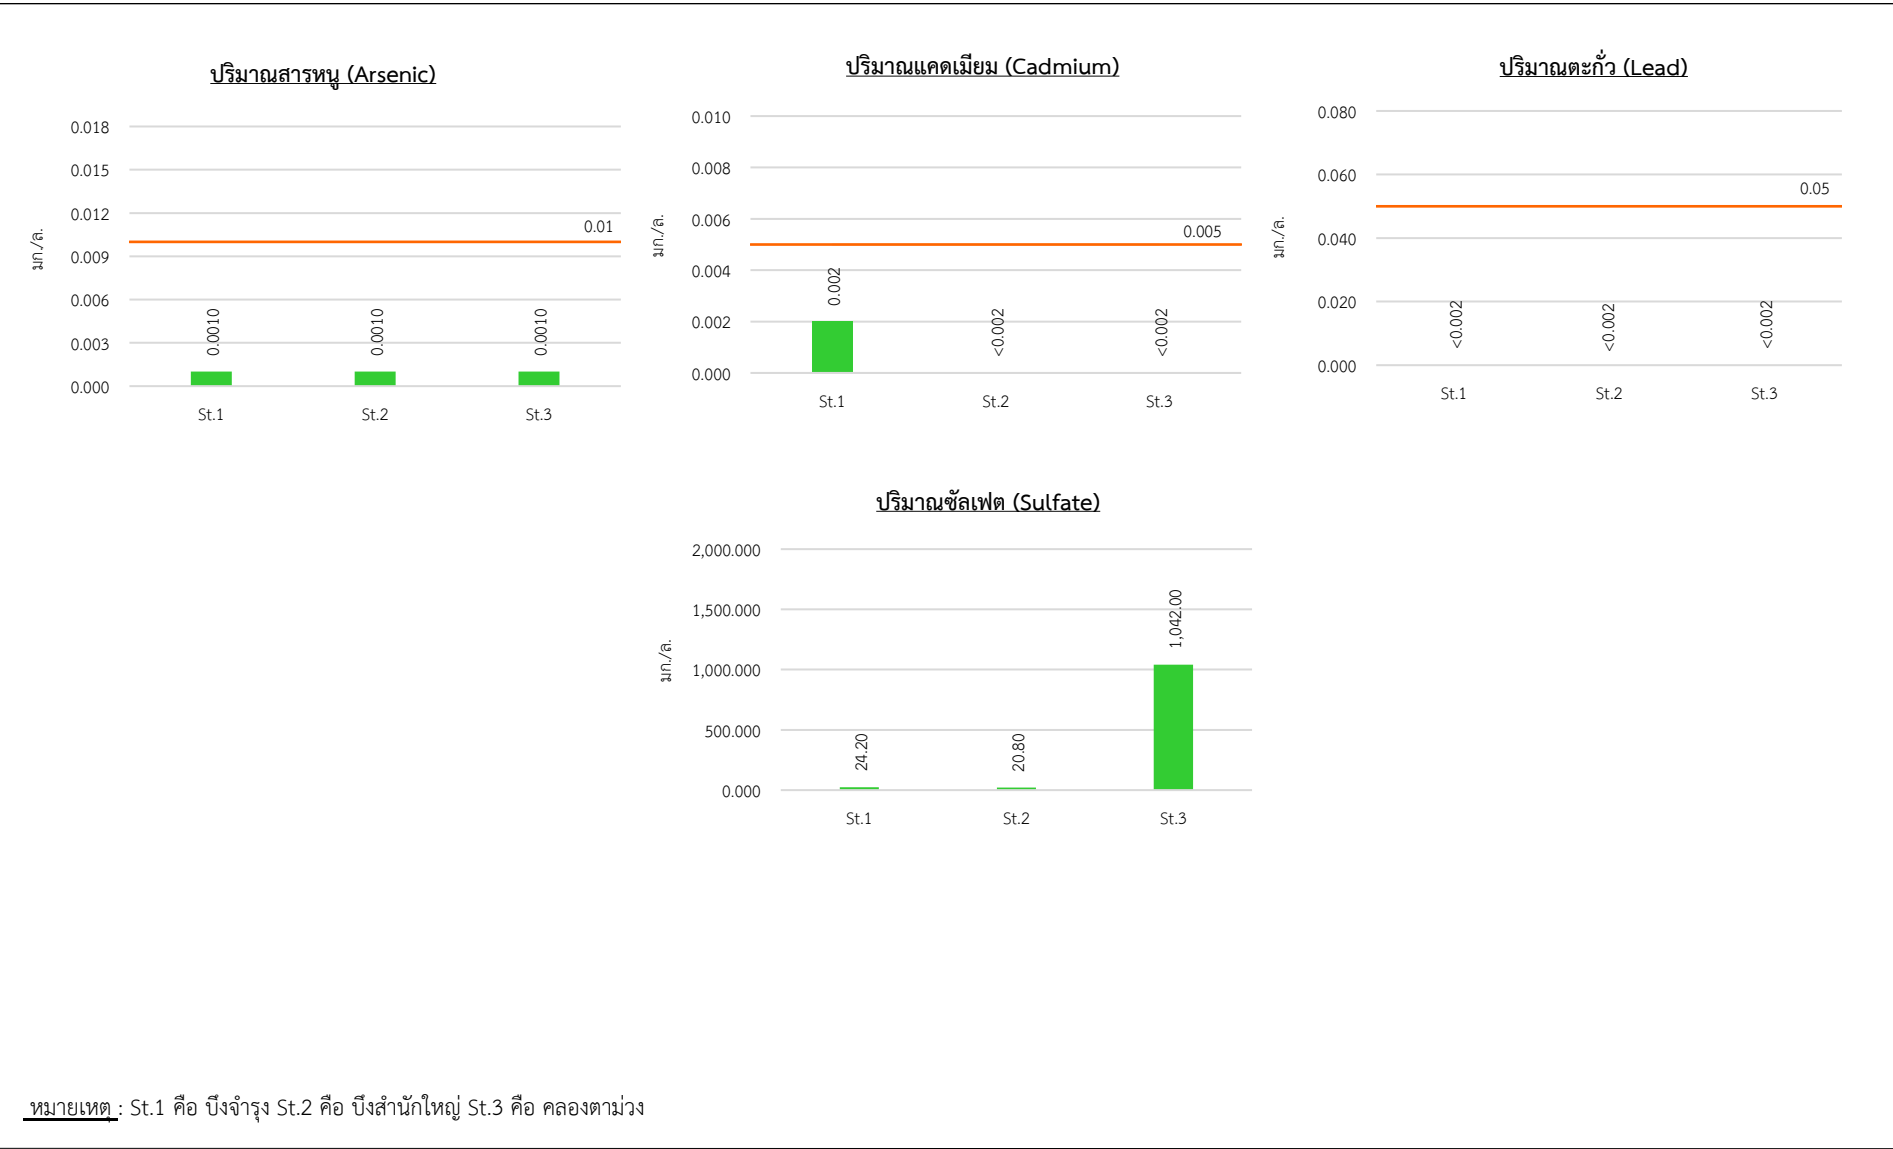 ปริมาณสารหนู (Arsenic)
0.018
0.015
0.012
0.009
0.006
0.003
0.000
มก./ล.
0.01
0.0010
0.0010
0.0010
St.1
St.2
St.3
ปริมาณแคดเมียม (Cadmium)
0.010
0.008
0.006
0.004
0.002
0.000
มก./ล.
0.005
0.002
<0.002
<0.002
St.1
St.2
St.3
ปริมาณตะกั่ว (Lead)
0.080
0.060
0.040
0.020
0.000
มก./ล.
0.05
<0.002
<0.002
<0.002
St.1
St.2
St.3
ปริมาณซัลเฟต (Sulfate)
2,000.000
1,500.000
1,000.000
500.000
0.000
มก./ล.
24.20
20.80
1,042.00
St.1
St.2
St.3
หมายเหตุ : St.1 คือ บึงจำรุง St.2 คือ บึงสำนักใหญ่ St.3 คือ คลองตาม่วง